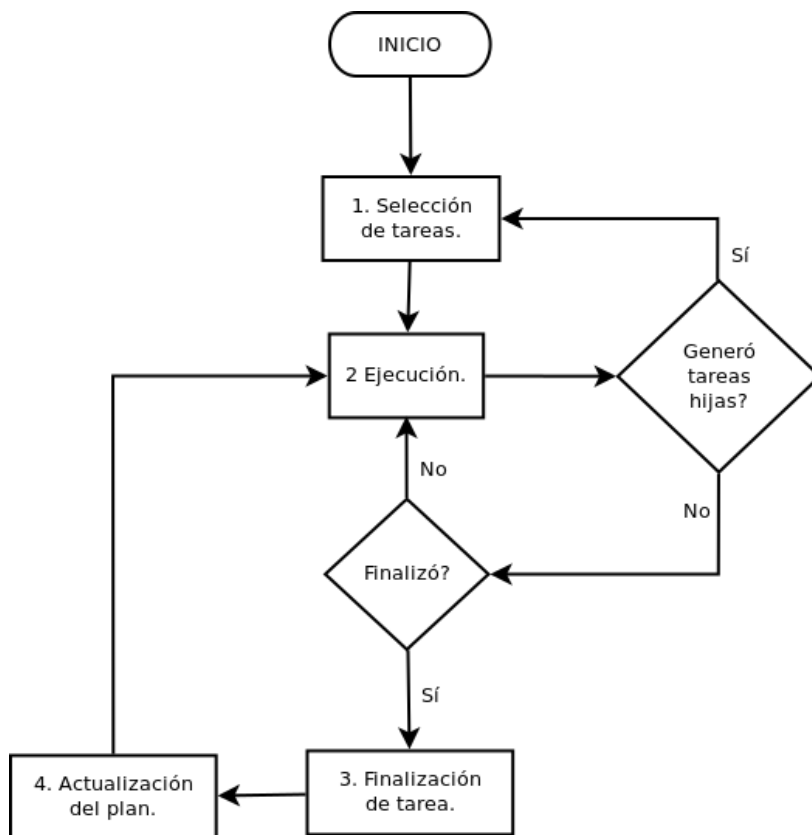 INICIO
1. Selección
de tareas.
Sí
2 Ejecución.
Generó
tareas
hijas?
No
No
Finalizó?
Sí
3. Finalización
de tarea.
4. Actualización
del plan.